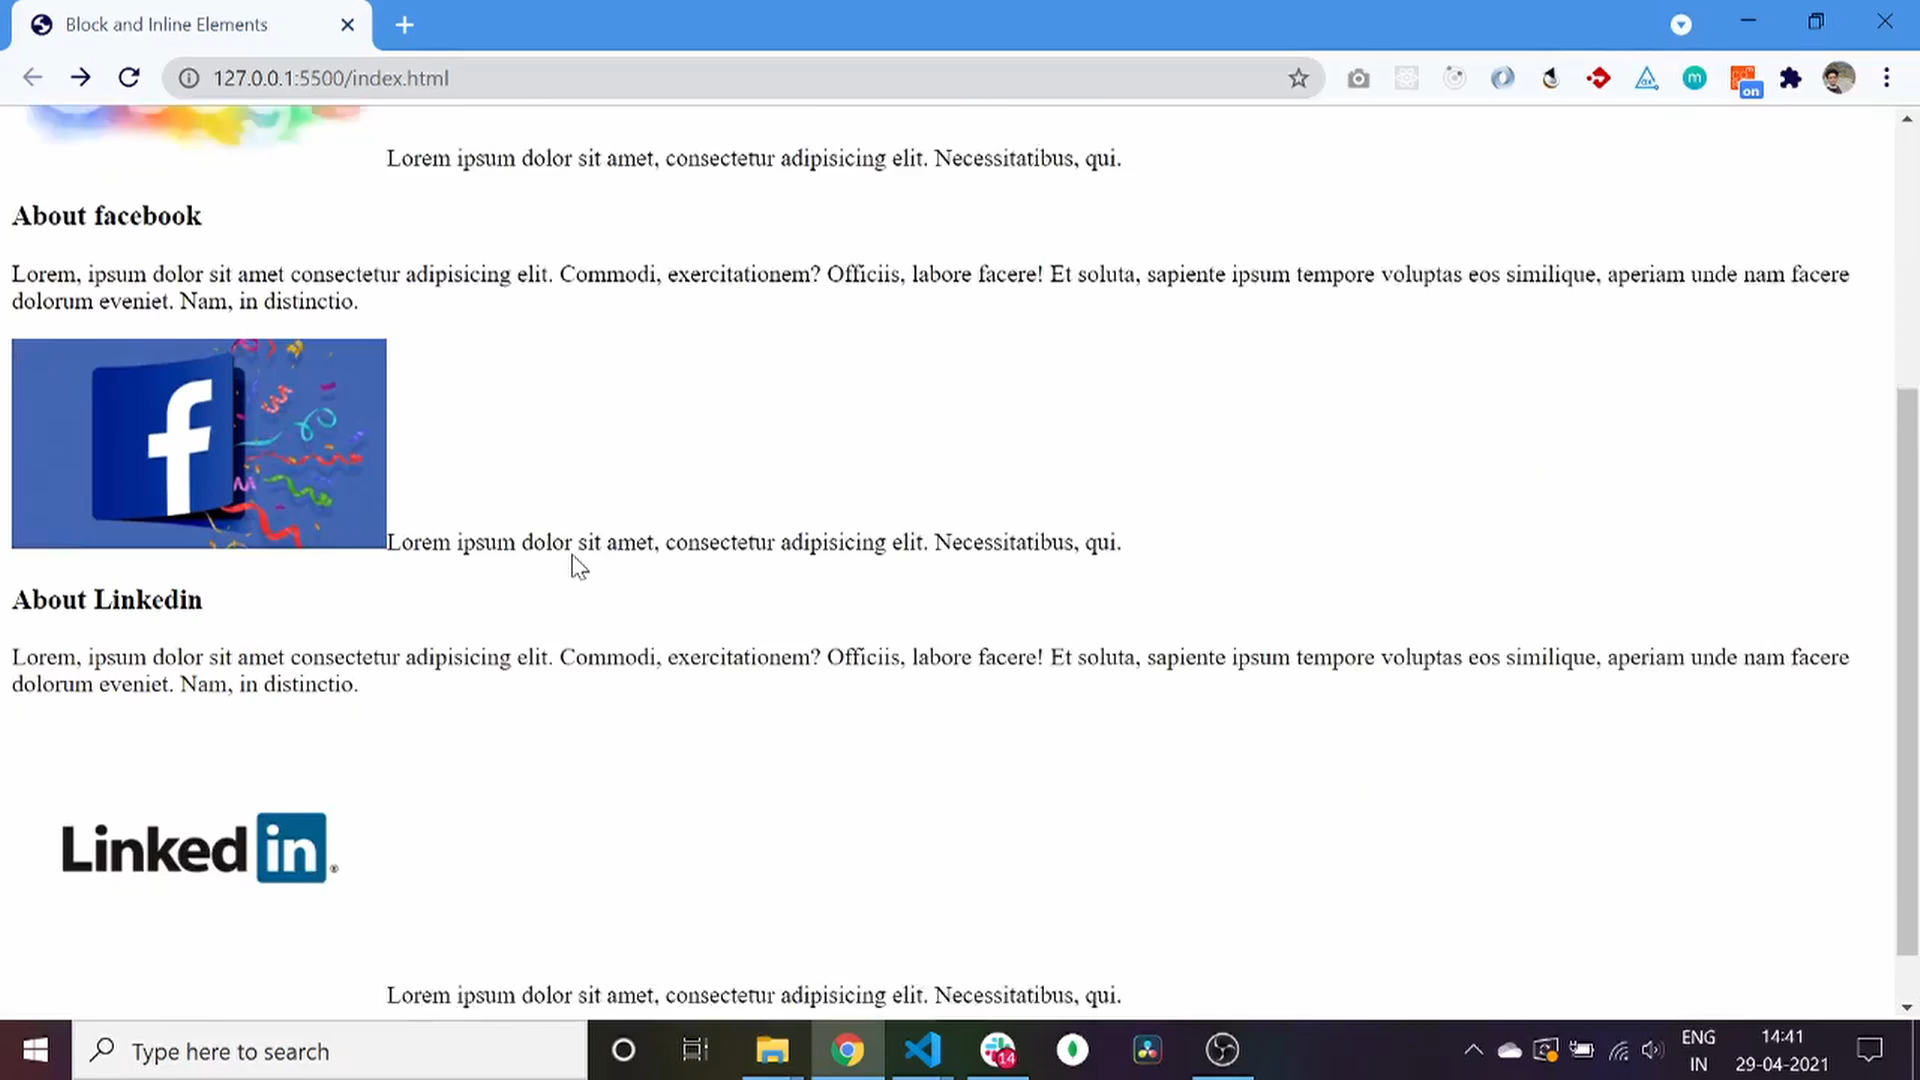 Block and Inline Elements
127.0.0.1:5500/index.html
m
on
Lorem ipsum dolor sit amet, consectetur adipisicing elit. Necessitatibus, qui.
About facebook
Lorem, ipsum dolor sit amet consectetur adipisicing elit. Commodi, exercitationem? Officiis, labore facere! Et soluta, sapiente ipsum tempore voluptas eos similique, aperiam unde nam facere
dolorum eveniet. Nam, in distinctio.
f
Lorem ipsum dolor sit amet, consectetur adipisicing elit. Necessitatibus, qui.
About Linkedin
Lorem, ipsum dolor sit amet consectetur adipisicing elit. Commodi, exercitationem? Officiis, labore facere! Et soluta, sapiente ipsum tempore voluptas eos similique, aperiam unde nam facere
dolorum eveniet. Nam, in distinctio.
Linked in®
Lorem ipsum dolor sit amet, consectetur adipisicing elit. Necessitatibus, qui.
Type here to search
14
ENG
IN
14:41
29-04-2021